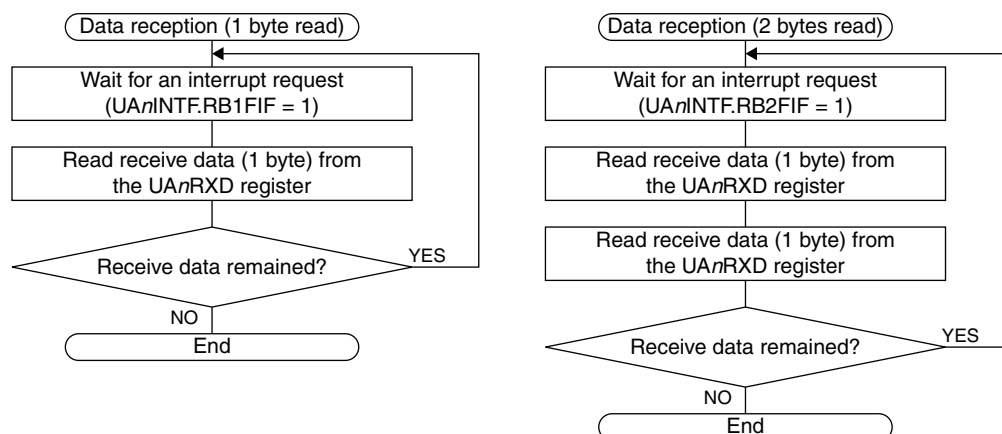 Data reception (1 byte read)
Wait for an interrupt request
(UAnINTF.RB1FIF = 1)
Read receive data (1 byte) from
the UAnRXD register
Receive data remained?
YES
NO
End
Data reception (2 bytes read)
Wait for an interrupt request
(UAnINTF.RB2FIF = 1)
Read receive data (1 byte) from
the UAnRXD register
Read receive data (1 byte) from
the UAnRXD register
Receive data remained?
YES
NO
End